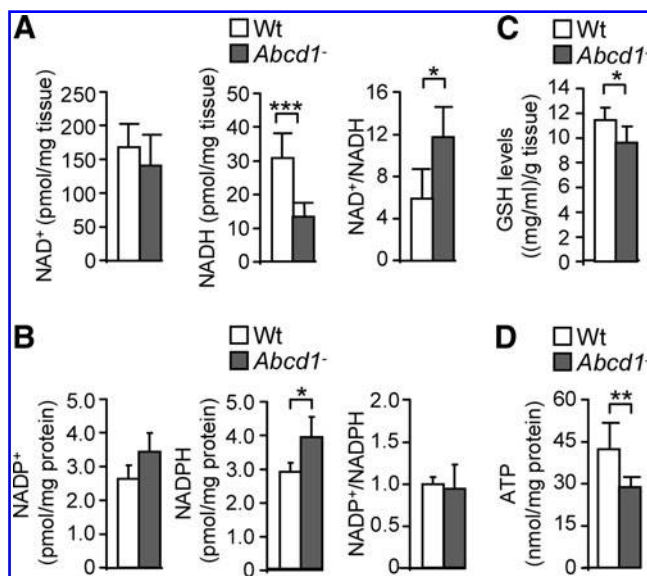 A
Wt
Abcd1-
NAD+ (pmol/mg tissue)
250
200
150
100
50
0
***
NADH (pmol/mg tissue)
50
40
30
20
10
0
*
NAD+/NADH
16
12
8
4
0
C
Wt
Abcd1-
*
GSH levels
((mg/ml)/g tissue)
14
12
10
8
6
4
2
0
B
Wt
Abcd1-
NADP+
(pmol/mg protein)
5.0
4.0
3.0
2.0
1.0
0
*
NADPH
(pmol/mg protein)
5.0
4.0
3.0
2.0
1.0
0
NADP+/NADPH
2.0
1.5
1.0
0.5
0
D
Wt
Abcd1-
**
ATP
(nmol/mg protein)
60
45
30
15
0